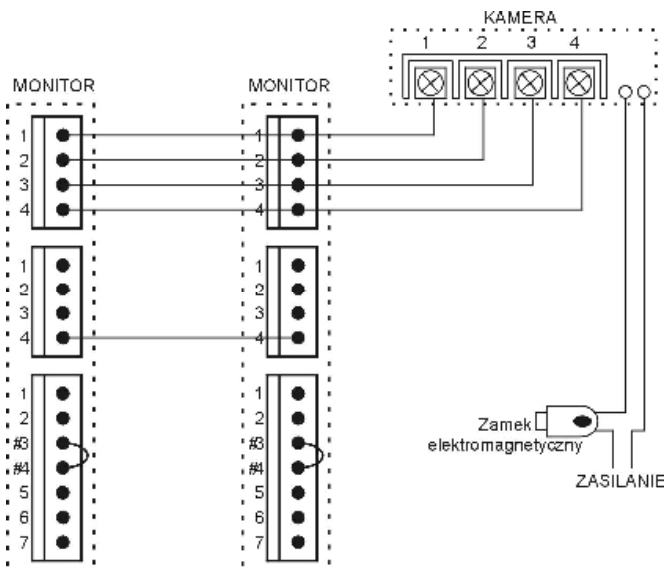 KAMERA
1 2 3 4
MONITOR MONITOR
1 1
2 2
3 3
4 4
1 1
2 2
3 3
4 4
1 1
2 2
#3 #3
#4 #4
5 5
6 6
7 7
Zamek
elektromagnetyczny
ZASILANIE